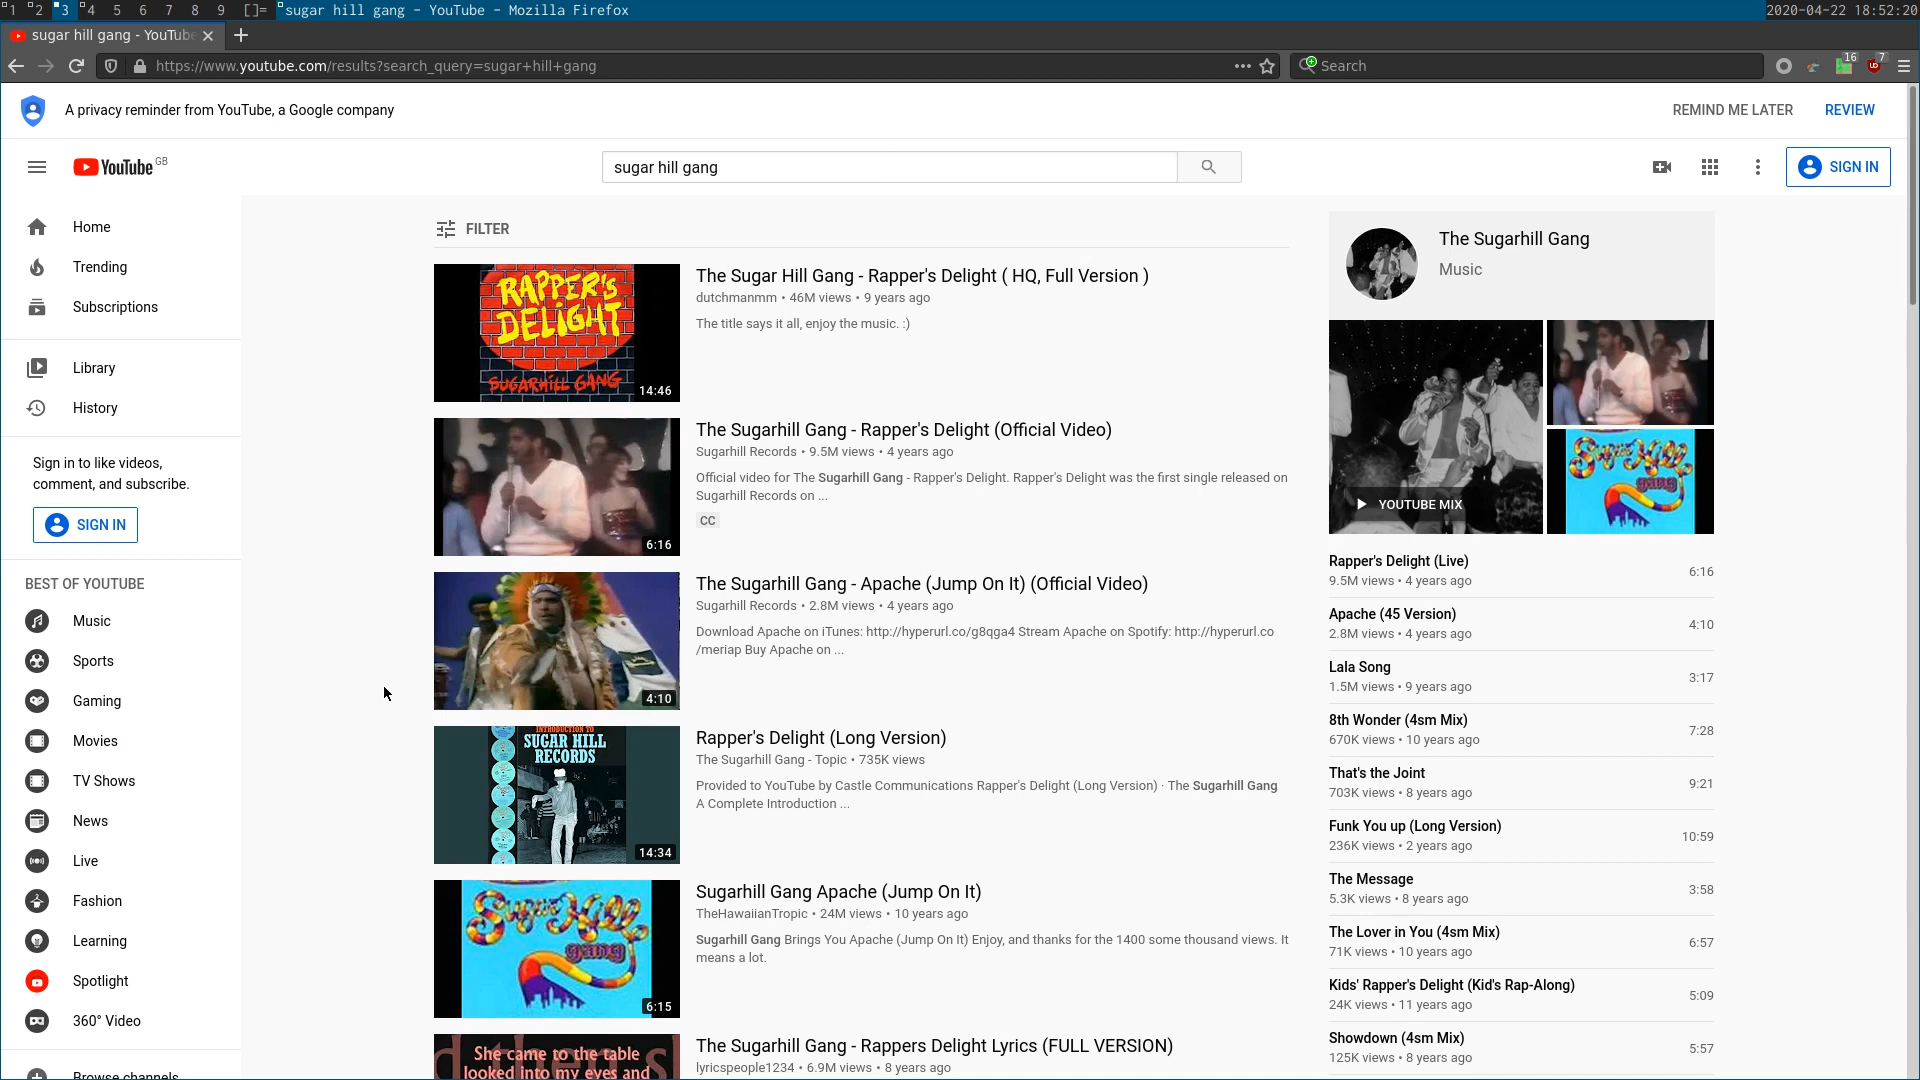 1 2 3 4 5 6 7 8 9 []= sugar hill gang - YouTube - Mozilla Firefox 2020-04-22 18:52:20
sugar hill gang - YouTube
https://www.youtube.com/results?search_query=sugar+hill+gang
Search
16
7
A privacy reminder from YouTube, a Google company
REMIND ME LATER
REVIEW
YouTube GB
sugar hill gang
SIGN IN
Home
Trending
Subscriptions
Library
History
Sign in to like videos,
comment, and subscribe.
SIGN IN
BEST OF YOUTUBE
Music
Sports
Gaming
Movies
TV Shows
News
Live
Fashion
Learning
Spotlight
360° Video
Browse channels
FILTER
RAPPER'S
DELIGHT
SUGARHILL GANG
14:46
The Sugar Hill Gang - Rapper's Delight ( HQ, Full Version )
dutchmanmm • 46M views • 9 years ago
The title says it all, enjoy the music. :)
6:16
The Sugarhill Gang - Rapper's Delight (Official Video)
Sugarhill Records • 9.5M views • 4 years ago
Official video for The Sugarhill Gang - Rapper's Delight. Rapper's Delight was the first single released on
Sugarhill Records on ...
CC
4:10
The Sugarhill Gang - Apache (Jump On It) (Official Video)
Sugarhill Records • 2.8M views • 4 years ago
Download Apache on iTunes: http://hyperurl.co/g8qga4 Stream Apache on Spotify: http://hyperurl.co
/meriap Buy Apache on ...
INTRODUCTION TO
SUGAR HILL
RECORDS
14:34
Rapper's Delight (Long Version)
The Sugarhill Gang - Topic • 735K views
Provided to YouTube by Castle Communications Rapper's Delight (Long Version) · The Sugarhill Gang
A Complete Introduction ...
Sugar Hill
gang
6:15
Sugarhill Gang Apache (Jump On It)
TheHawaiianTropic • 24M views • 10 years ago
Sugarhill Gang Brings You Apache (Jump On It) Enjoy, and thanks for the 1400 some thousand views. It
means a lot.
She came to the table
looked into my eyes and
The Sugarhill Gang - Rappers Delight Lyrics (FULL VERSION)
lyricspeople1234 • 6.9M views • 8 years ago
The Sugarhill Gang
Music
YOUTUBE MIX
Sugar Hill
gang
Rapper's Delight (Live)
9.5M views • 4 years ago
6:16
Apache (45 Version)
2.8M views • 4 years ago
4:10
Lala Song
1.5M views • 9 years ago
3:17
8th Wonder (4sm Mix)
670K views • 10 years ago
7:28
That's the Joint
703K views • 8 years ago
9:21
Funk You up (Long Version)
236K views • 2 years ago
10:59
The Message
5.3K views • 8 years ago
3:58
The Lover in You (4sm Mix)
71K views • 10 years ago
6:57
Kids' Rapper's Delight (Kid's Rap-Along)
24K views • 11 years ago
5:09
Showdown (4sm Mix)
125K views • 8 years ago
5:57